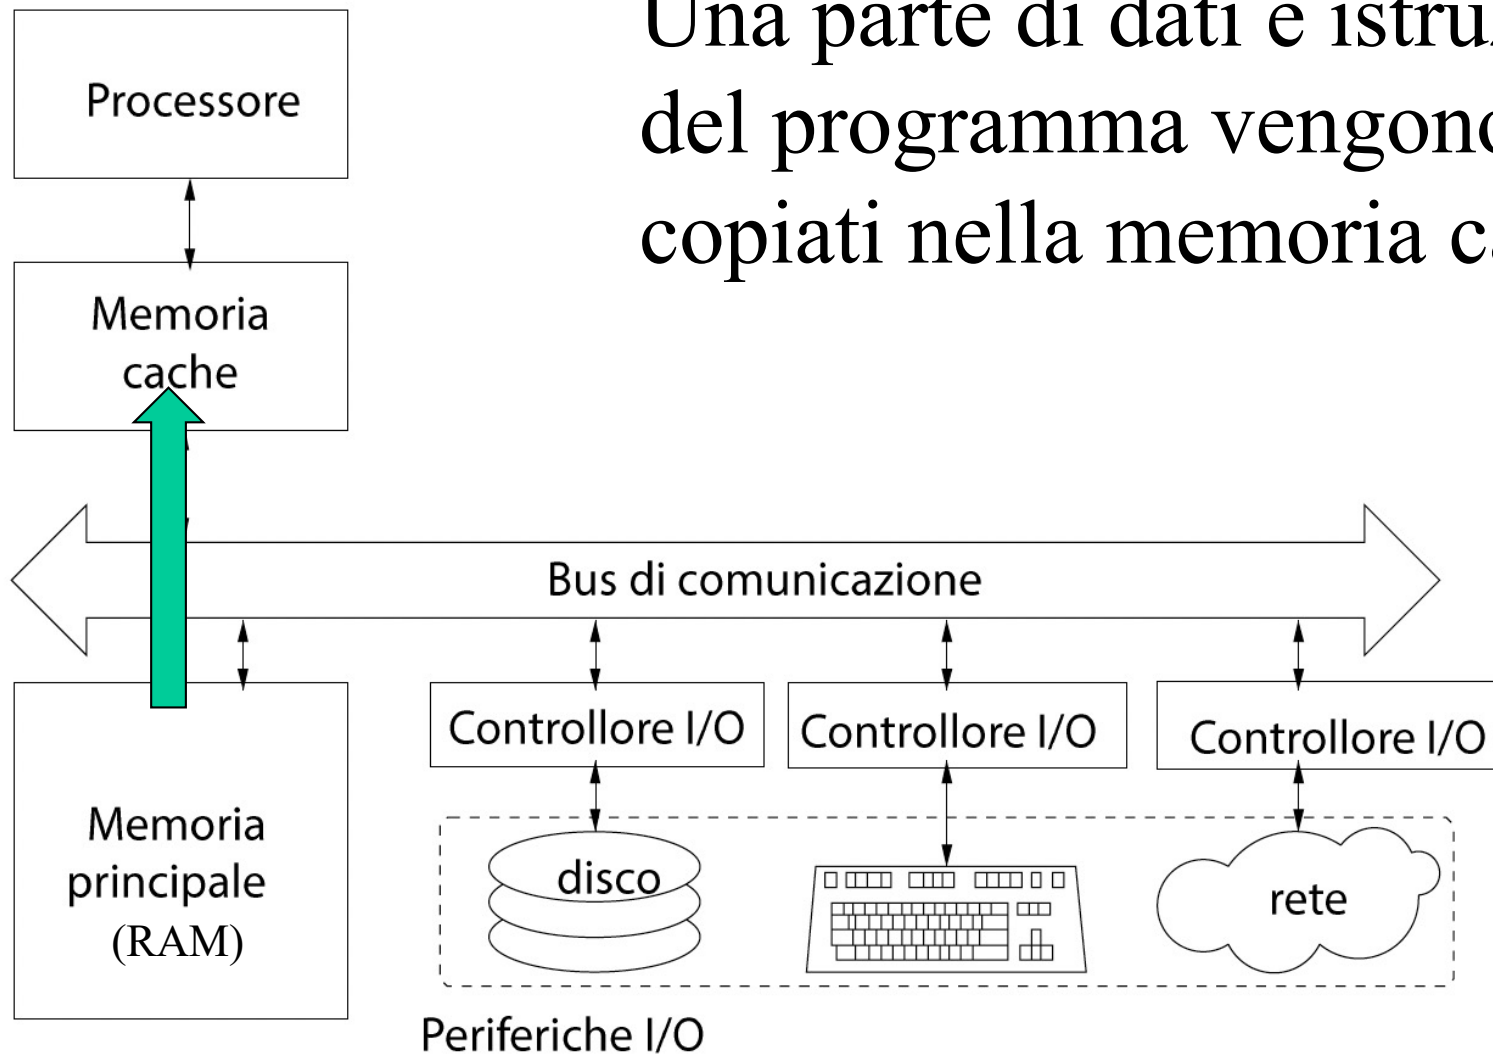 Una parte di dati e
del programma vengono
copiati nella memoria
Processore
Memoria
cache
Bus di comunicazione
Controllore I/O
Controllore I/O
Controllore I/O
Memoria
principale
(RAM)
disco
rete
Periferiche I/O